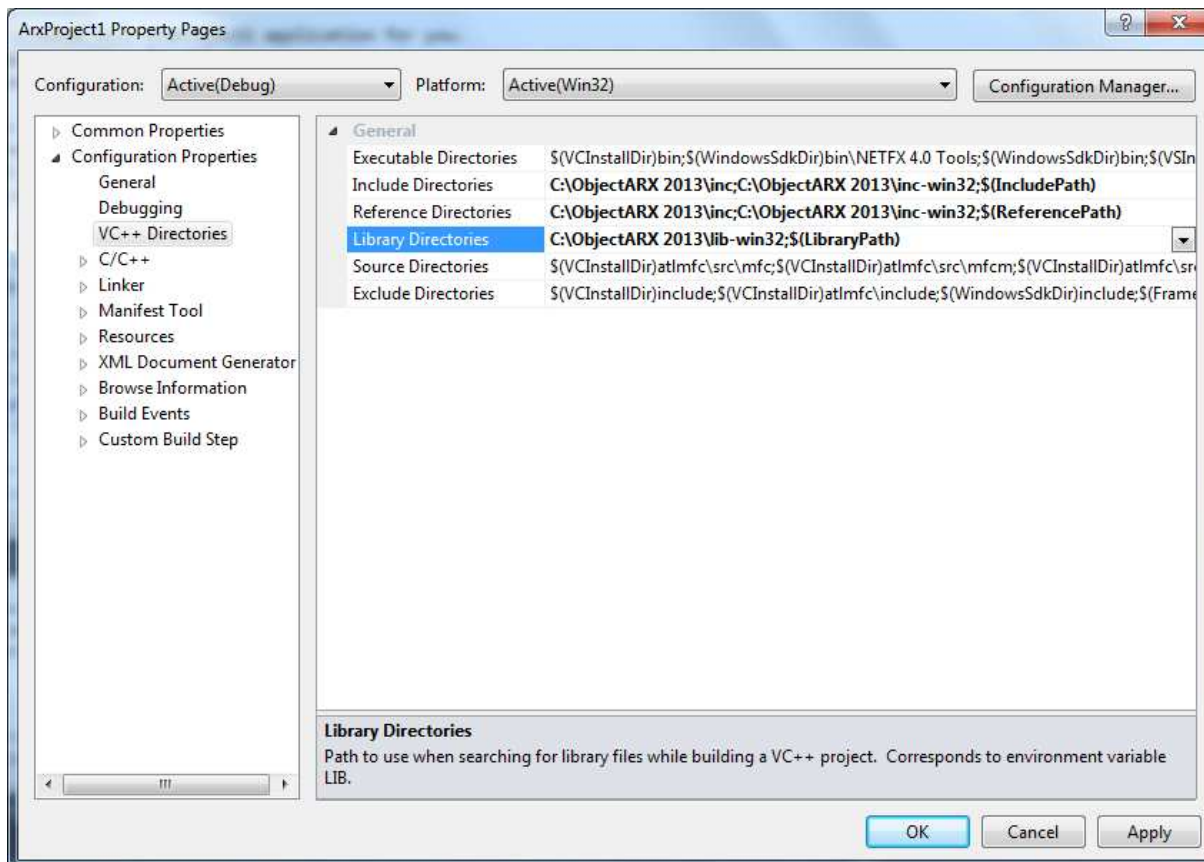 ArxProject1 Property Pages
application for you.
Configuration: Active(Debug) Platform: Active(Win32) Configuration Manager...
Common Properties
Configuration Properties
General
Debugging
VC++ Directories
C/C++
Linker
Manifest Tool
Resources
XML Document Generator
Browse Information
Build Events
Custom Build Step
General
Executable Directories $(VCInstallDir)bin;$(WindowsSdkDir)bin\NETFX 4.0 Tools;$(WindowsSdkDir)bin;$(VSIn
Include Directories C:\ObjectARX 2013\inc;C:\ObjectARX 2013\inc-win32;$(IncludePath)
Reference Directories C:\ObjectARX 2013\inc;C:\ObjectARX 2013\inc-win32;$(ReferencePath)
Library Directories C:\ObjectARX 2013\lib-win32;$(LibraryPath)
Source Directories $(VCInstallDir)atlmfc\src\mfc;$(VCInstallDir)atlmfc\src\mfcm;$(VCInstallDir)atlmfc\sr
Exclude Directories $(VCInstallDir)include;$(VCInstallDir)atlmfc\include;$(WindowsSdkDir)include;$(Frame
Library Directories
Path to use when searching for library files while building a VC++ project. Corresponds to environment variable
LIB.
OK Cancel Apply